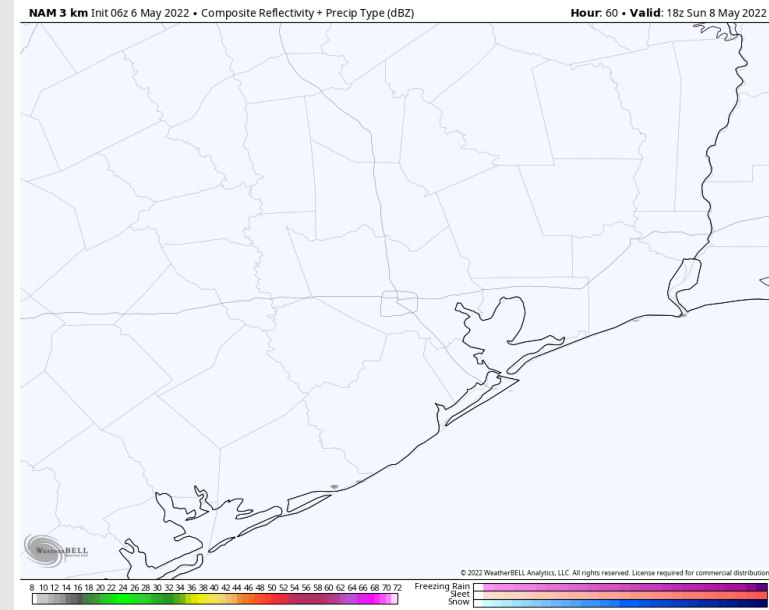 NAM 3 km Init 06z 6 May 2022 • Composite Reflectivity + Precip Type (dBZ) Hour: 60 • Valid: 18z Sun 8 May 2022
WEATHERBELL
© 2022 WeatherBELL Analytics, LLC. All rights reserved. License required for commercial distribution
8 10 12 14 16 18 20 22 24 26 28 30 32 34 36 38 40 42 44 46 48 50 52 54 56 58 60 62 64 66 68 70 72
Freezing Rain
Sleet
Snow